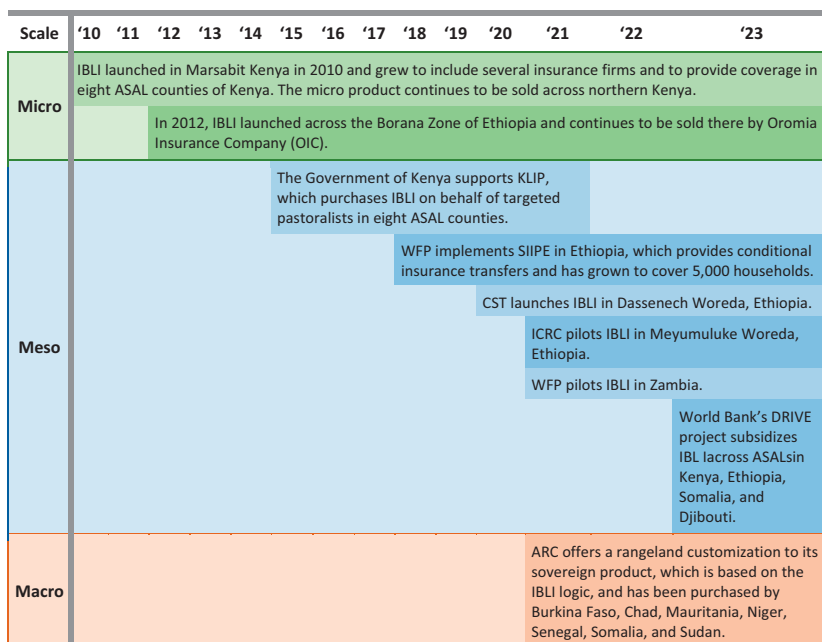 Scale ‘10 ‘11 ‘12 ‘13 ‘14 ‘15 ‘16 ‘17 ‘18 ‘19 ‘20 ‘21 ‘22 ‘23
Micro
IBLI launched in Marsabit Kenya in 2010 and grew to include several insurance firms and to provide coverage in
eight ASAL counties of Kenya. The micro product continues to be sold across northern Kenya.
In 2012, IBLI launched across the Borana Zone of Ethiopia and continues to be sold there by Oromia
Insurance Company (OIC).
Meso
The Government of Kenya supports KLIP,
which purchases IBLI on behalf of targeted
pastoralists in eight ASAL counties.
WFP implements SIIPE in Ethiopia, which provides conditional
insurance transfers and has grown to cover 5,000 households.
CST launches IBLI in Dassenech Woreda, Ethiopia.
ICRC pilots IBLI in Meyumuluke Woreda,
Ethiopia.
WFP pilots IBLI in Zambia.
World Bank’s DRIVE
project subsidizes
IBL Iacross ASALsin
Kenya, Ethiopia,
Somalia, and
Djibouti.
Macro
ARC offers a rangeland customization to its
sovereign product, which is based on the
IBLI logic, and has been purchased by
Burkina Faso, Chad, Mauritania, Niger,
Senegal, Somalia, and Sudan.